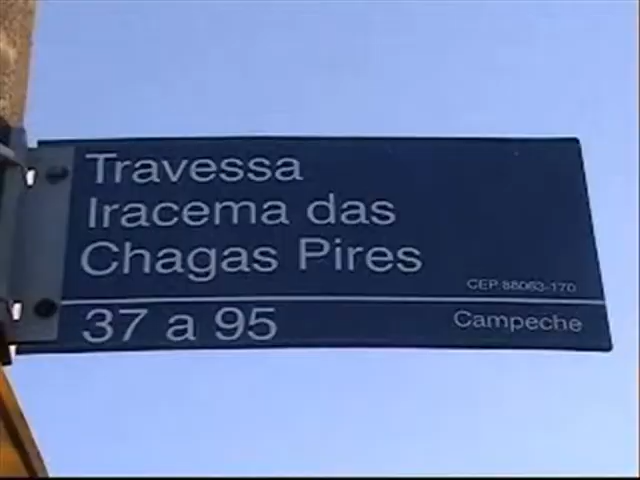 Travessa
Iracema das
Chagas Pires
CEP 88063-170
37 a 95
Campeche